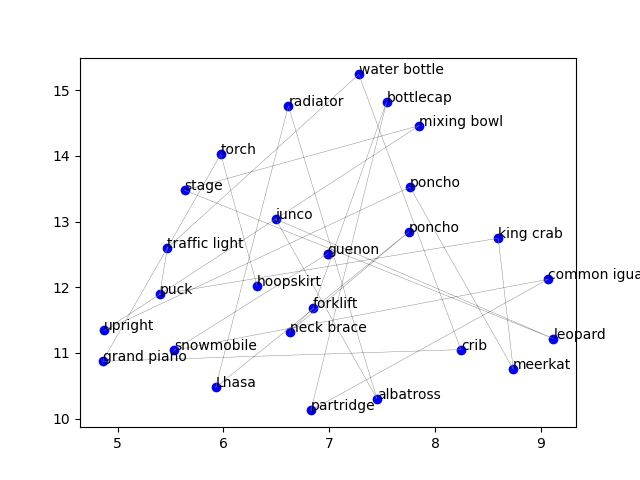 water bottle
15
bottlecap
radiator
mixing bowl
14
torch
stage
poncho
13
junco
poncho
king crab
traffic light
guenon
12
common igua
hoopskirt
puck
forklift
upright
neck brace
leopard
11
grand piano
snowmobile
crib
meerkat
Lhasa
albatross
partridge
10
5 6 7 8 9